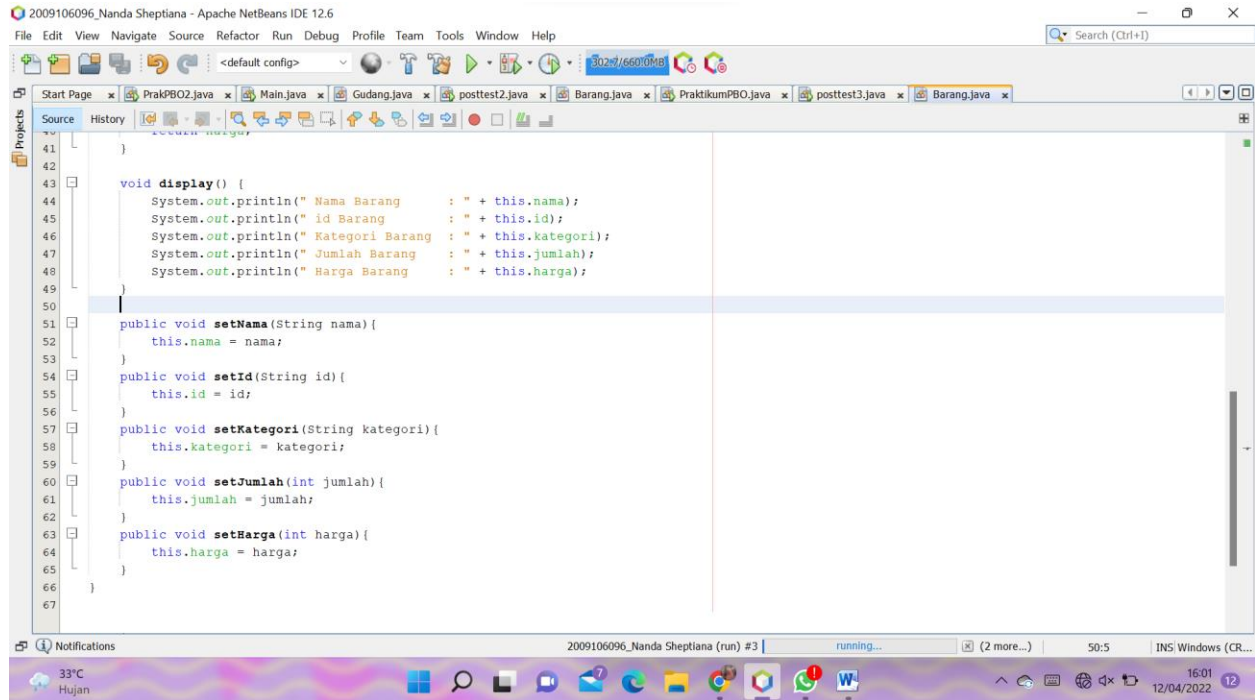 2009106096_Nanda Sheptiana - Apache NetBeans IDE 12.6
File Edit View Navigate Source Refactor Run Debug Profile Team Tools Window Help
Search (Ctrl+I)
<default config>
302.7/660.0MB
Start Page PrakPBO2.java Main.java Gudang.java posttest2.java Barang.java PraktikumPBO.java posttest3.java Barang.java
Projects
Source History
40 return harga;
41 }
42
43 void display() {
44 System.out.println(" Nama Barang : " + this.nama);
45 System.out.println(" id Barang : " + this.id);
46 System.out.println(" Kategori Barang : " + this.kategori);
47 System.out.println(" Jumlah Barang : " + this.jumlah);
48 System.out.println(" Harga Barang : " + this.harga);
49 }
50
51 public void setNama(String nama){
52 this.nama = nama;
53 }
54 public void setId(String id){
55 this.id = id;
56 }
57 public void setKategori(String kategori){
58 this.kategori = kategori;
59 }
60 public void setJumlah(int jumlah){
61 this.jumlah = jumlah;
62 }
63 public void setHarga(int harga){
64 this.harga = harga;
65 }
66 }
67
Notifications 2009106096_Nanda Sheptiana (run) #3 running... (2 more...) 50:5 INS Windows (CR...
33°C
Hujan
7
16:01
12/04/2022
12